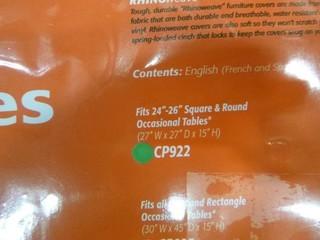 RHINOweave
Tough, durable "Rhinoweave" furniture covers are made
fabric that are both durable and breathable, water resistant
vinyl. Rhinoweave covers are also soft so they won't scratch
spring-loaded cinch that locks to keep the covers snug on
Contents: English (French and
es
Fits 24"-26" Square & Round
Occasional Tables*
(27" W x 27" D x 15" H)
CP922
Fits all and Rectangle
Tables*
(30" W x 45" D x 15" H)